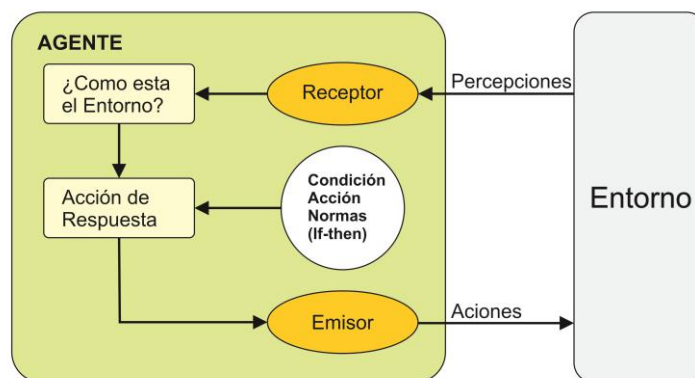 AGENTE
¿Como esta
el Entorno?
Receptor
Percepciones
Acción de
Respuesta
Condición
Acción
Normas
(If-then)
Entorno
Emisor
Aciones